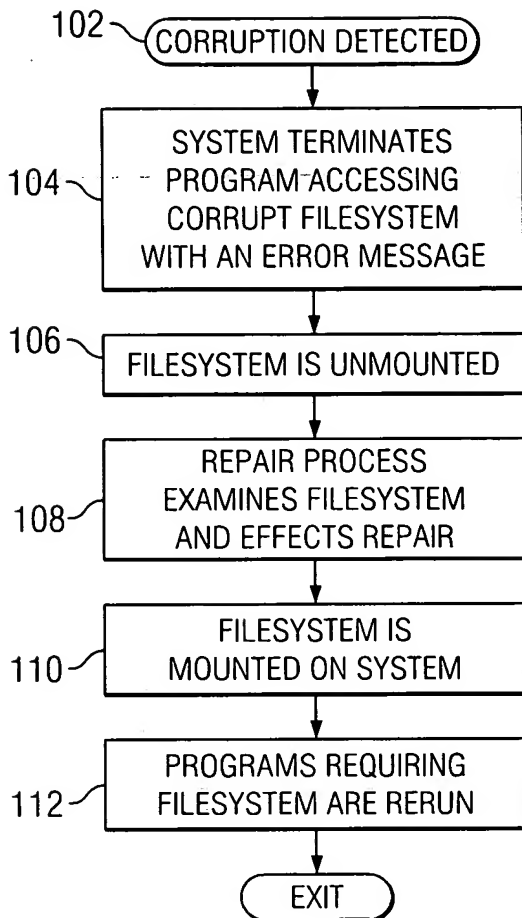 102
CORRUPTION DETECTED
104
SYSTEM TERMINATES
PROGRAM ACCESSING
CORRUPT FILESYSTEM
WITH AN ERROR MESSAGE
106
FILESYSTEM IS UNMOUNTED
108
REPAIR PROCESS
EXAMINES FILESYSTEM
AND EFFECTS REPAIR
110
FILESYSTEM IS
MOUNTED ON SYSTEM
112
PROGRAMS REQUIRING
FILESYSTEM ARE RERUN
EXIT